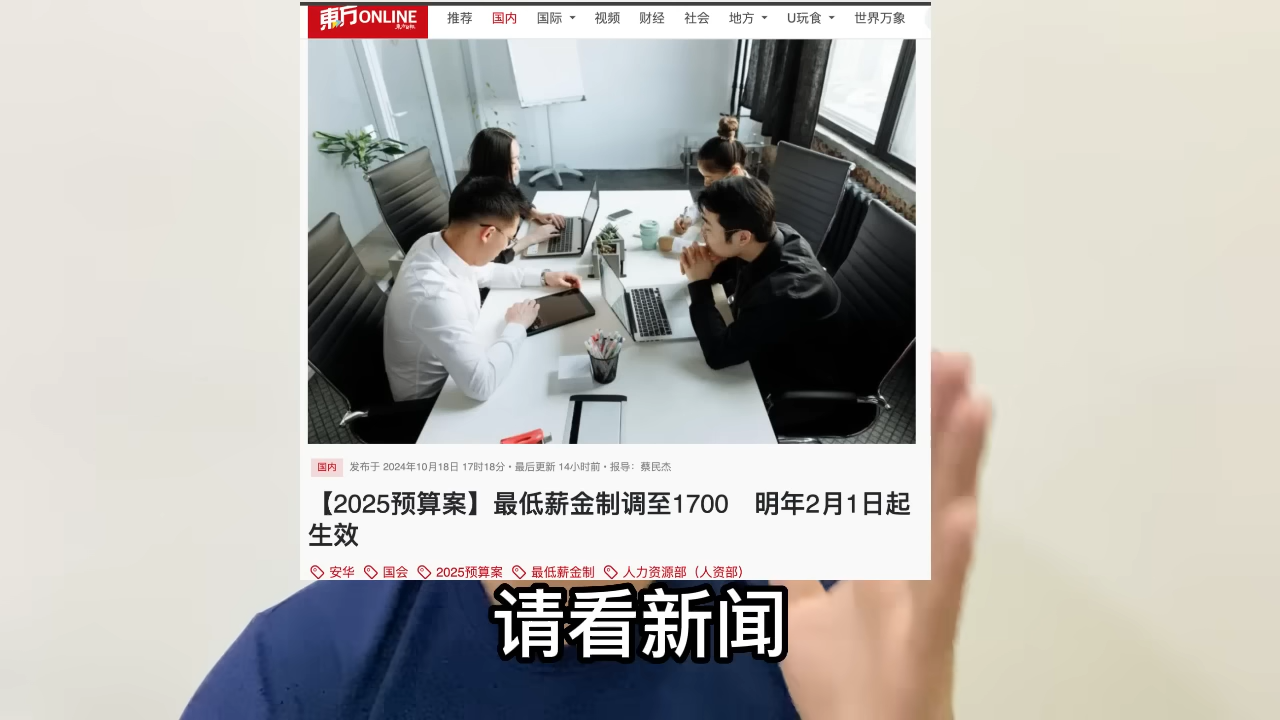 東方ONLINE
推荐 国内 国际 视频 财经 社会 地方 U玩食 世界万象
国内 发布于 2024年10月18日 17时18分 • 最后更新 14小时前 • 报导：蔡民杰
【2025预算案】最低薪金制调至1700 明年2月1日起
生效
安华 国会 2025预算案 最低薪金制 人力资源部（人资部）
请看新闻